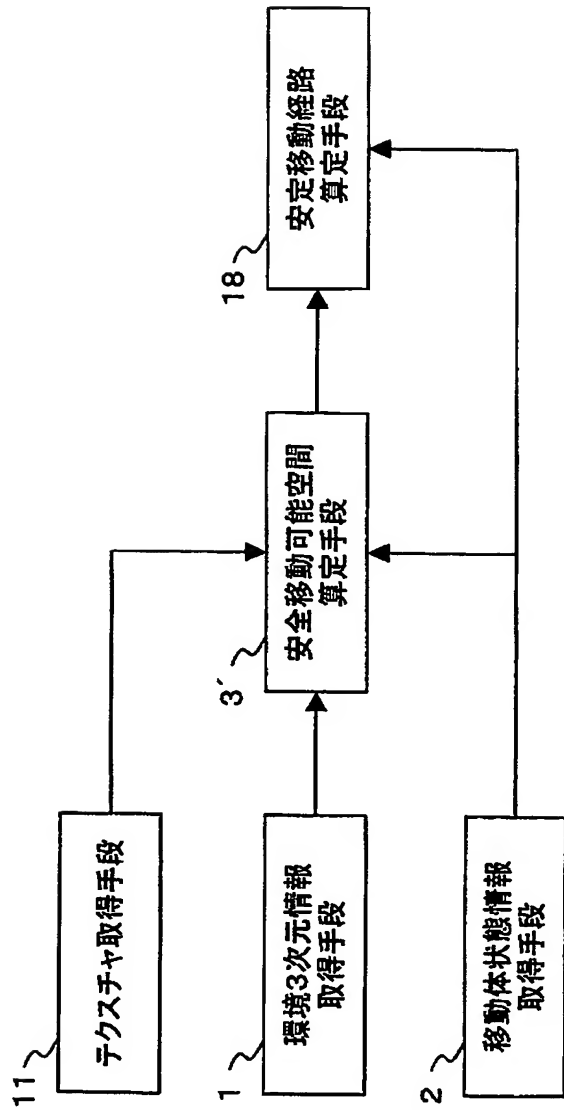 11
テクスチャ取得手段
1
環境3次元情報
取得手段
2
移動体状態情報
取得手段
3´
安全移動可能空間
算定手段
18
安定移動経路
算定手段